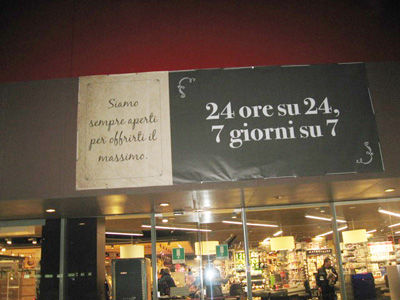 Siamo
sempre aperti
per offrirti il
massimo.
24 ore su 24,
7 giorni su 7